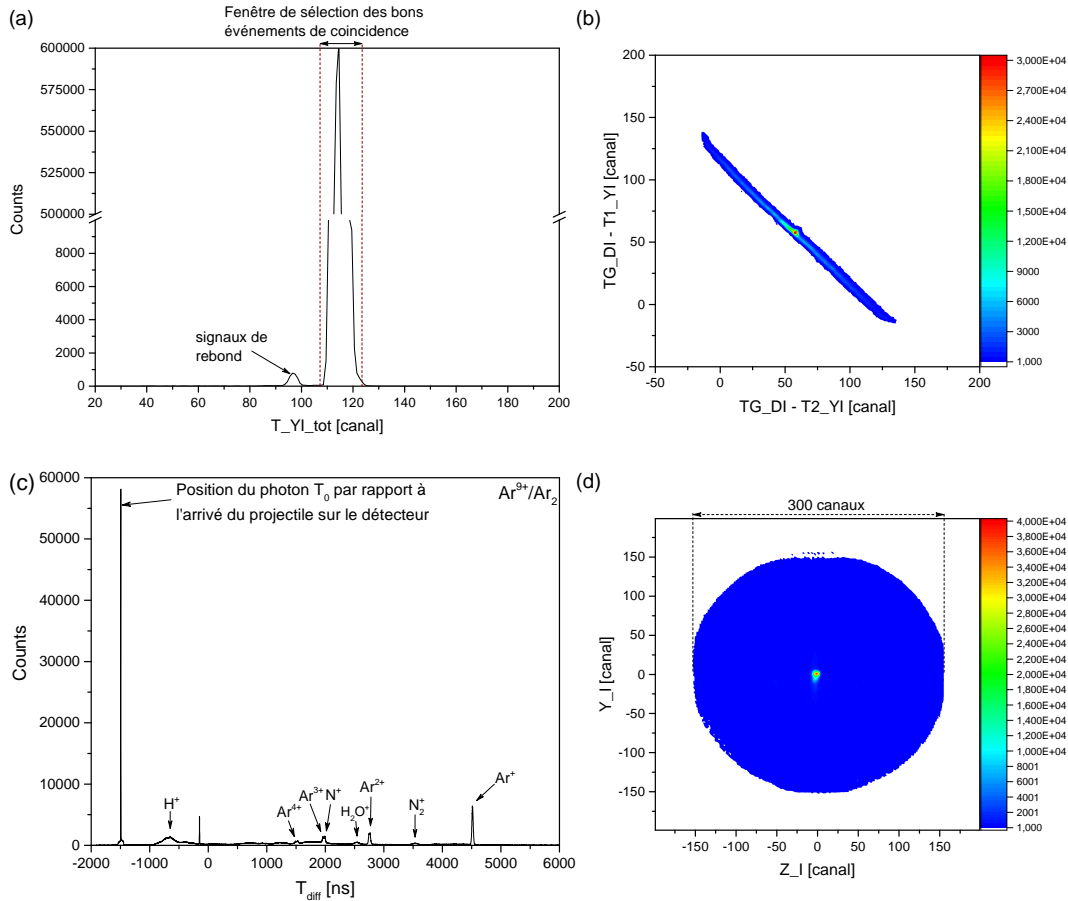 (a)
Fenêtre de sélection des bons
événements de coincidence
600000
575000
550000
525000
500000
8000
6000
4000
2000
0
Counts
signaux de
rebond
20 40 60 80 100 120 140 160 180 200
T_YI_tot [canal]
(b)
200
150
100
50
0
-50
TG_DI - T1_YI [canal]
-50 0 50 100 150 200
TG_DI - T2_YI [canal]
3,000E+04
2,700E+04
2,400E+04
2,100E+04
1,800E+04
1,500E+04
1,200E+04
9000
6000
3000
1,000
(c)
60000
50000
40000
30000
20000
10000
0
Counts
Position du photon T₀ par rapport à
l'arrivé du projectile sur le détecteur
Ar⁹⁺/Ar₂
H⁺
Ar⁴⁺
Ar³⁺
N⁺
H₂O⁺
Ar²⁺
N₂⁺
Ar⁺
-2000 -1000 0 1000 2000 3000 4000 5000 6000
T_diff [ns]
(d)
300 canaux
150
100
50
0
-50
-100
-150
Y_I [canal]
-150 -100 -50 0 50 100 150
Z_I [canal]
4,000E+04
3,800E+04
3,600E+04
3,400E+04
3,200E+04
3,000E+04
2,800E+04
2,600E+04
2,400E+04
2,200E+04
2,000E+04
1,800E+04
1,600E+04
1,400E+04
1,200E+04
1,000E+04
8001
6001
4001
2001
1,000